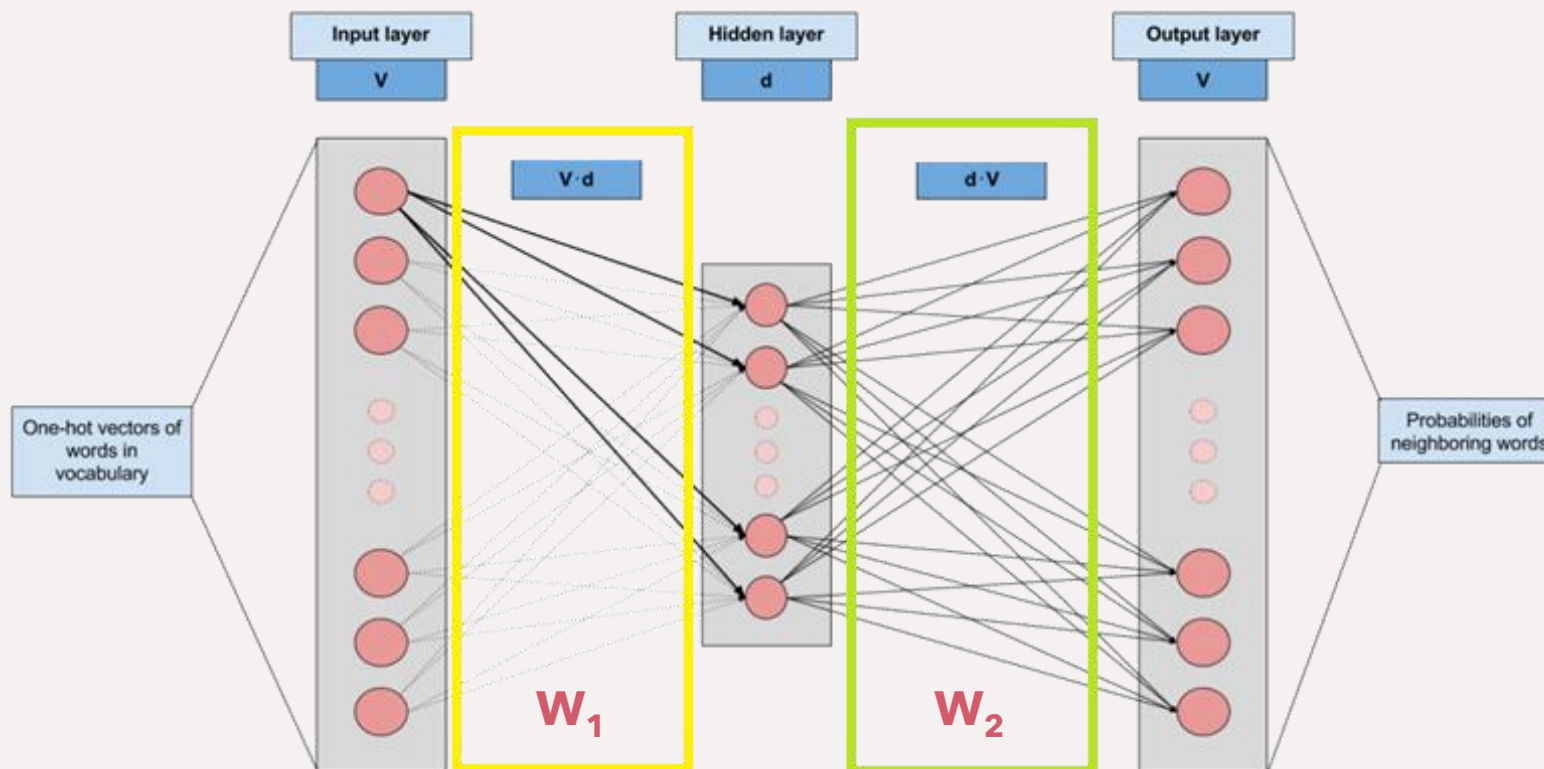 Input layer
V
Hidden layer
d
Output layer
V
V·d
d·V
One-hot vectors of
words in
vocabulary
Probabilities of
neighboring words
W₁
W₂